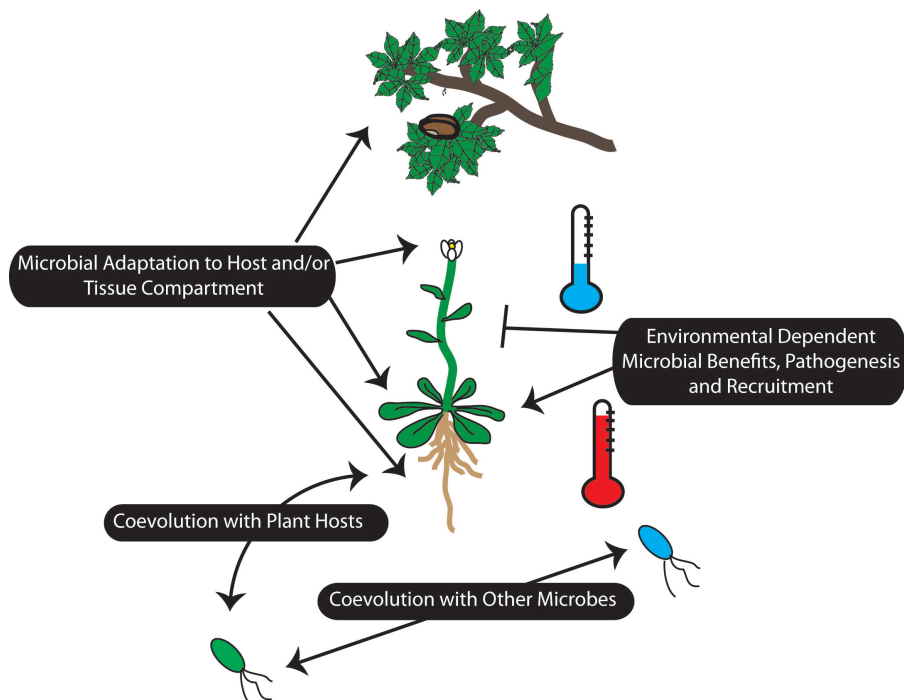 Microbial Adaptation to Host and/or
Tissue Compartment
Environmental Dependent
Microbial Benefits, Pathogenesis
and Recruitment
Coevolution with Plant Hosts
Coevolution with Other Microbes